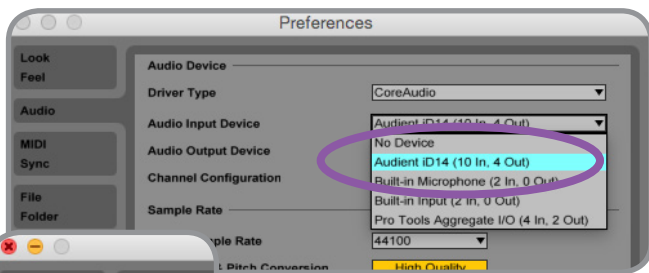 Preferences
Look
Feel
Audio
MIDI
Sync
File
Folder
Audio Device
Driver Type CoreAudio
Audio Input Device Audient iD14 (10 In, 4 Out)
No Device
Audio Output Device Audient iD14 (10 In, 4 Out)
Channel Configuration Built-in Microphone (2 In, 0 Out)
Built-in Input (2 In, 0 Out)
Sample Rate Pro Tools Aggregate I/O (4 In, 2 Out)
Rate 44100
& Pitch Conversion High Quality